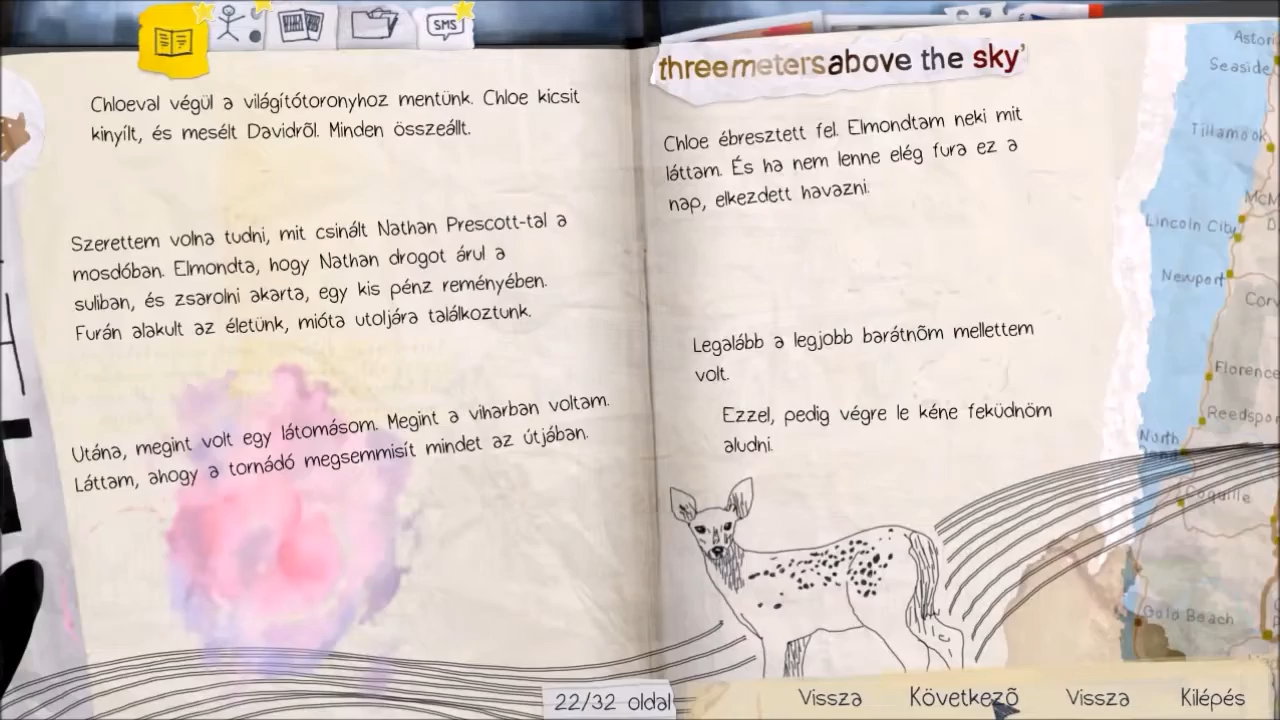 SMS
Chloeval végül a világítótoronyhoz mentünk. Chloe kicsit
kinyílt, és mesélt Davidrõl. Minden összeállt.
Szerettem volna tudni, mit csinált Nathan Prescott-tal a
mosdóban. Elmondta, hogy Nathan drogot árul a
suliban, és zsarolni akarta, egy kis pénz reményében.
Furán alakult az életünk, mióta utoljára találkoztunk.
Utána, megint volt egy látomásom. Megint a viharban voltam.
Láttam, ahogy a tornádó megsemmisít mindet az útjában.
threemetersabove the sky'
Chloe ébresztett fel. Elmondtam neki mit
láttam. És ha nem lenne elég fura ez a
nap, elkezdett havazni.
Legalább a legjobb barátnõm mellettem
volt.
Ezzel, pedig végre le kéne feküdnöm
aludni.
Seaside
Tillamook
Lincoln City
Newport
Florence
North
Coquille
Gold Beach
22/32 oldal
Vissza Következõ Vissza Kilépés